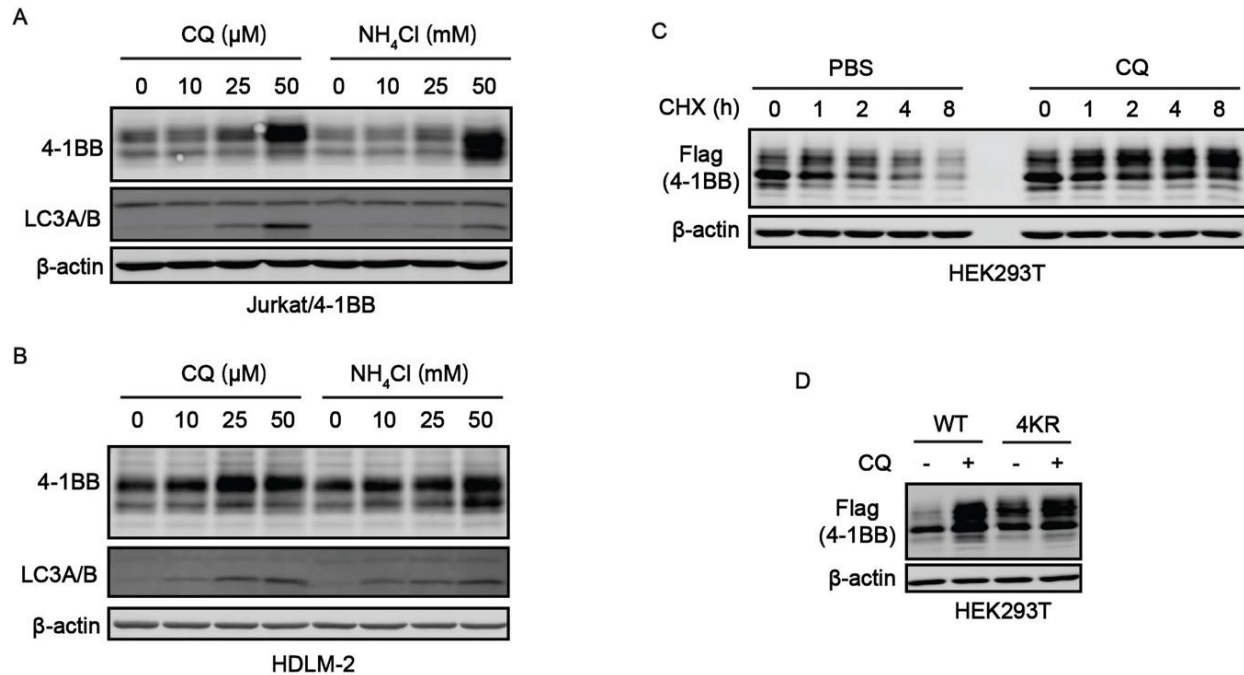 A
CQ (µM) NH₄Cl (mM)
0 10 25 50 0 10 25 50
4-1BB
LC3A/B
β-actin
Jurkat/4-1BB
B
CQ (µM) NH₄Cl (mM)
0 10 25 50 0 10 25 50
4-1BB
LC3A/B
β-actin
HDLM-2
C
PBS CQ
CHX (h) 0 1 2 4 8 0 1 2 4 8
Flag
(4-1BB)
β-actin
HEK293T
D
WT 4KR
CQ - + - +
Flag
(4-1BB)
β-actin
HEK293T